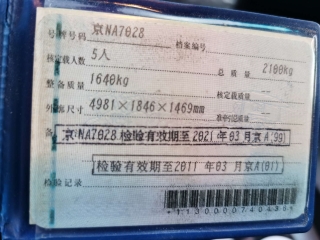 号牌号码 京NA7028 档案编号
核定载人数 5人 总质量 2100kg
整备质量 1640kg 核定载质量
外廓尺寸 4981×1846×1469 准牵引总质量
备 京NA7028 检验有效期至2021年03月京A(99)
检验有效期至2011年03月京A(01)
检验记录